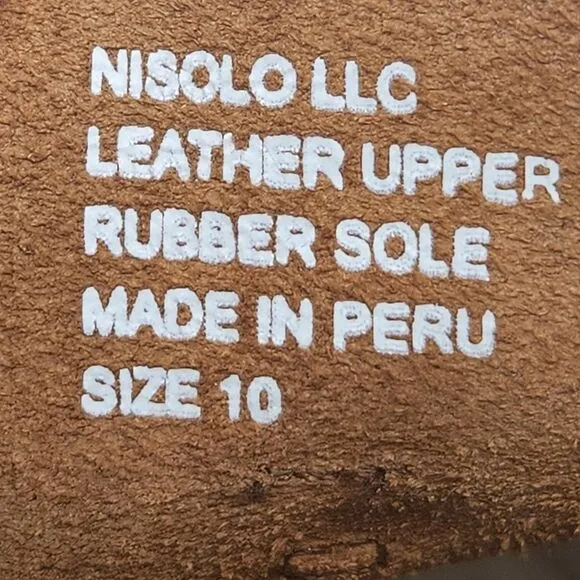 NISOLO LLC
LEATHER UPPER
RUBBER SOLE
MADE IN PERU
SIZE 10